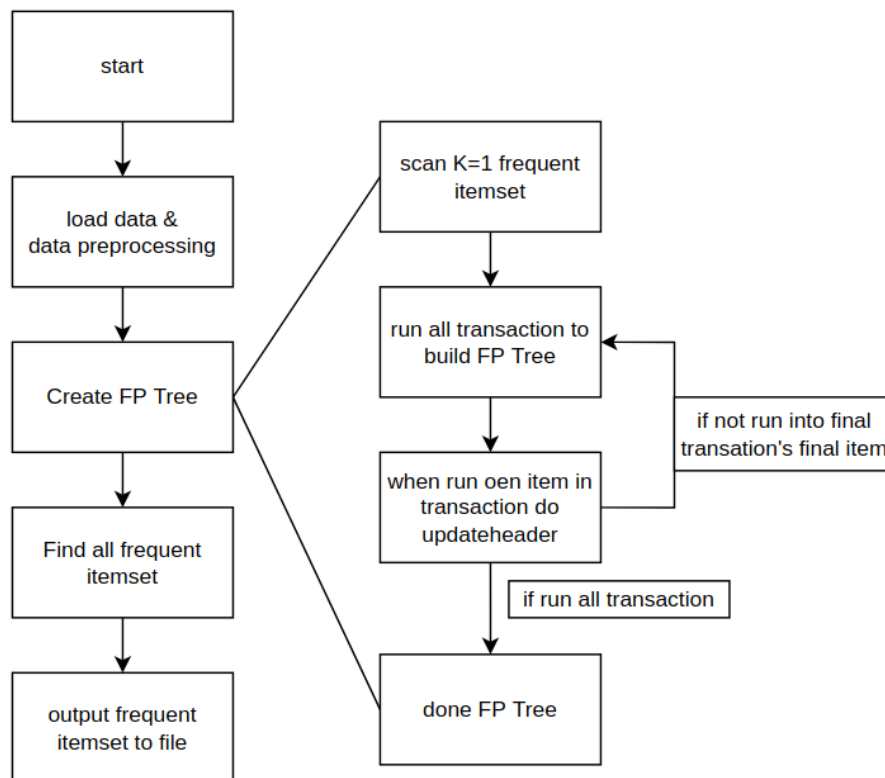 start
load data &
data preprocessing
Create FP Tree
Find all frequent
itemset
output frequent
itemset to file
scan K=1 frequent
itemset
run all transaction to
build FP Tree
when run oen item in
transaction do
updateheader
if not run into final
transation's final item
if run all transaction
done FP Tree